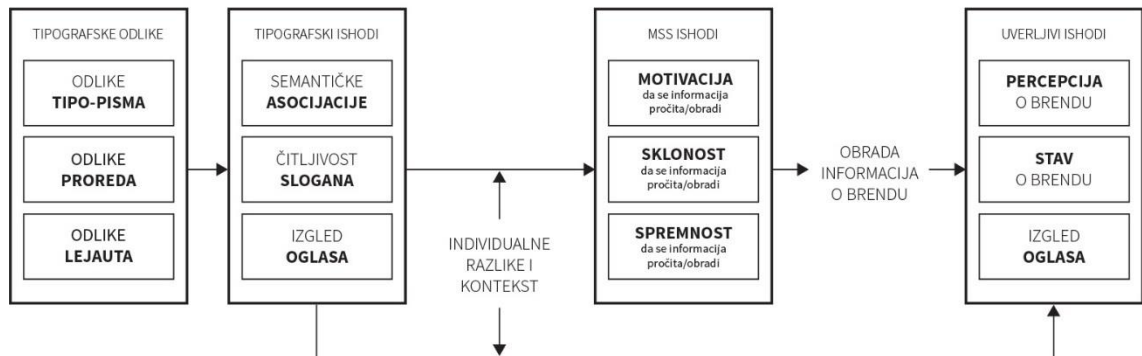 TIPOGRAFSKE ODLIKE
ODLIKE
TIPO-PISMA
ODLIKE
PROREDA
ODLIKE
LEJAUTA
TIPOGRAFSKI ISHODI
SEMANTIČKE
ASOCIJACIJE
ČITLJIVOST
SLOGANA
IZGLED
OGLASA
INDIVIDUALNE
RAZLIKE I
KONTEKST
MSS ISHODI
MOTIVACIJA
da se informacija
pročita/obradi
SKLONOST
da se informacija
pročita/obradi
SPREMNOST
da se informacija
pročita/obradi
OBRADA
INFORMACIJA
O BRENDU
UVERLJIVI ISHODI
PERCEPCIJA
O BRENDU
STAV
O BRENDU
IZGLED
OGLASA